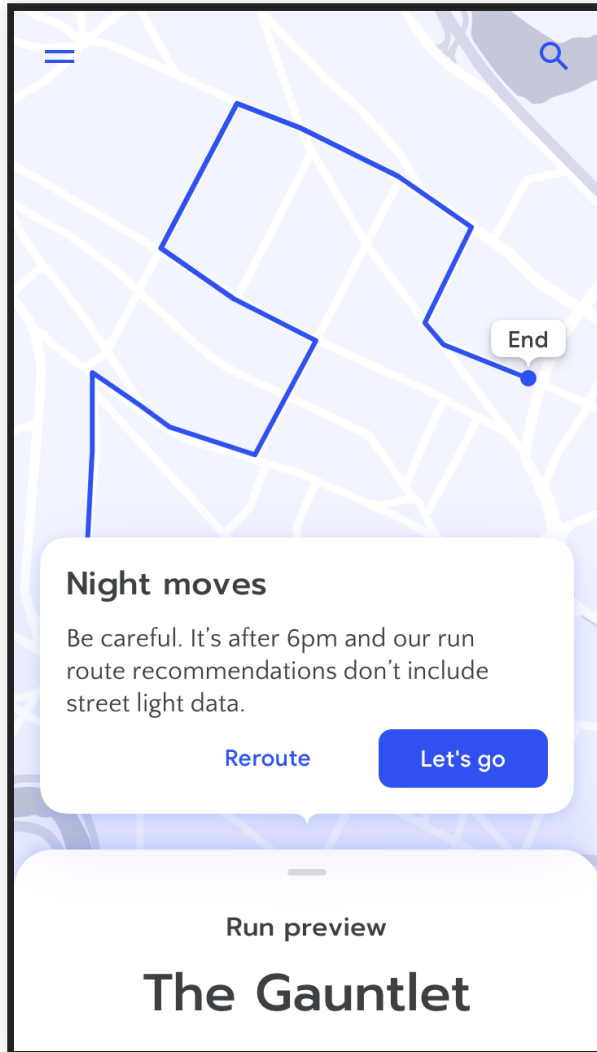 End
Night moves
Be careful. It’s after 6pm and our run
route recommendations don’t include
street light data.
Reroute
Let's go
Run preview
The Gauntlet